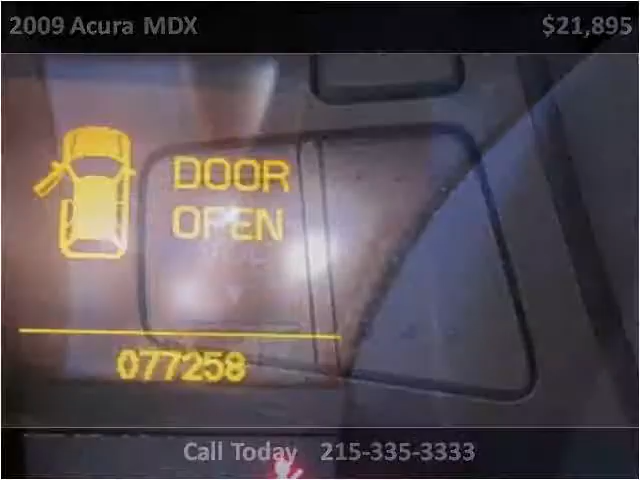 2009 Acura MDX $21,895
DOOR
OPEN
077258
Call Today 215-335-3333